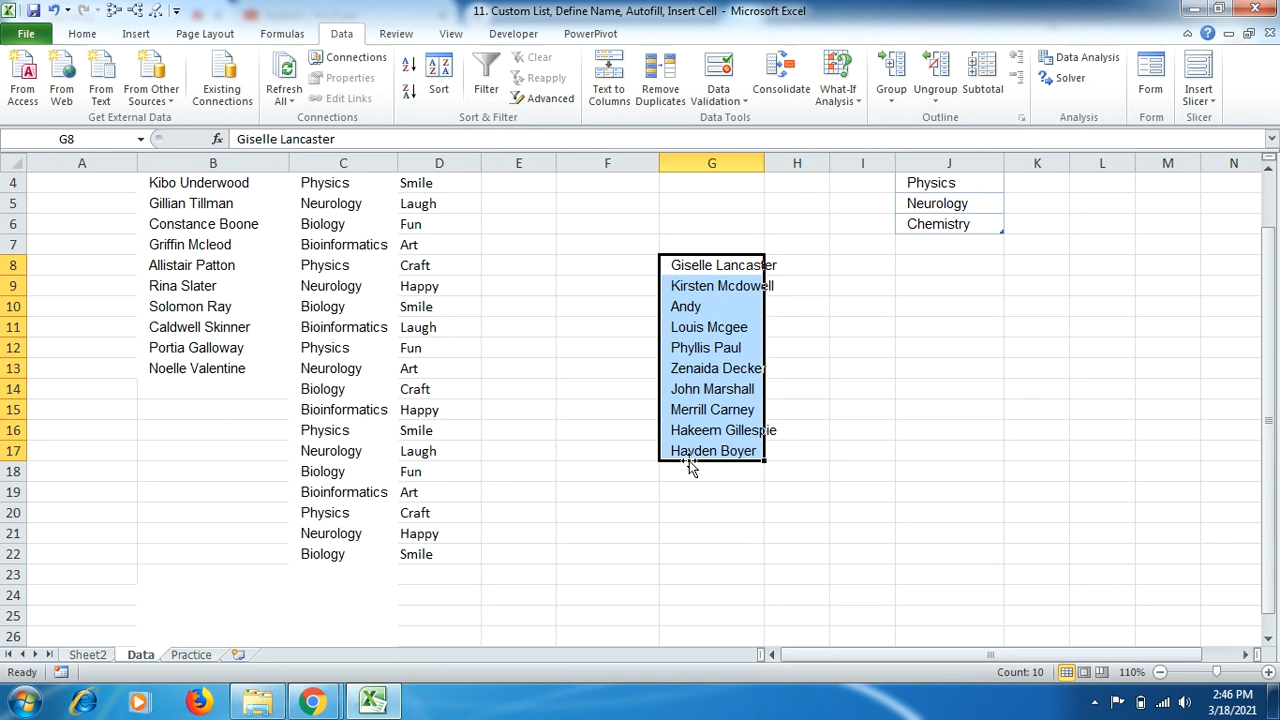 11. Custom List, Define Name, Autofill, Insert Cell - Microsoft Excel
File Home Insert Page Layout Formulas Data Review View Developer PowerPivot
From Access From Web From Text From Other Sources Existing Connections Refresh All Connections Properties Edit Links Sort Filter Clear Reapply Advanced Text to Columns Remove Duplicates Data Validation Consolidate What-If Analysis Group Ungroup Subtotal Data Analysis Solver Form Insert Slicer
Get External Data Connections Sort & Filter Data Tools Outline Analysis Form Slicer
G8 fx Giselle Lancaster
A B C D E F G H I J K L M N
4 Kibo Underwood Physics Smile Physics
5 Gillian Tillman Neurology Laugh Neurology
6 Constance Boone Biology Fun Chemistry
7 Griffin Mcleod Bioinformatics Art
8 Allistair Patton Physics Craft Giselle Lancaster
9 Rina Slater Neurology Happy Kirsten Mcdowell
10 Solomon Ray Biology Smile Andy
11 Caldwell Skinner Bioinformatics Laugh Louis Mcgee
12 Portia Galloway Physics Fun Phyllis Paul
13 Noelle Valentine Neurology Art Zenaida Decker
14 Biology Craft John Marshall
15 Bioinformatics Happy Merrill Carney
16 Physics Smile Hakeem Gillespie
17 Neurology Laugh Hayden Boyer
18 Biology Fun
19 Bioinformatics Art
20 Physics Craft
21 Neurology Happy
22 Biology Smile
23
24
25
26
Sheet2 Data Practice
Ready Count: 10 110%
2:46 PM
3/18/2021